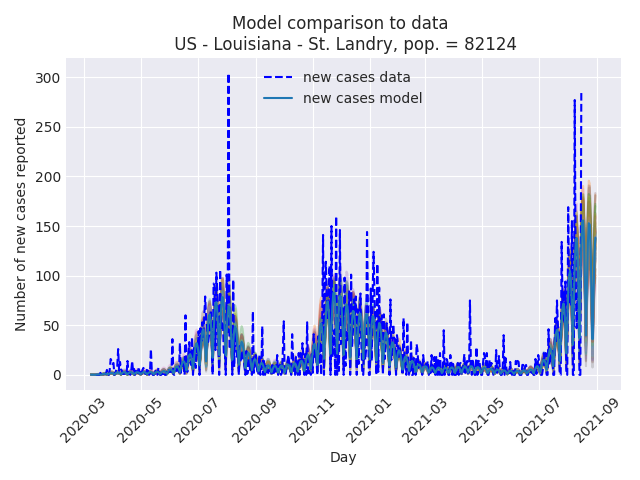 Model comparison to data
US - Louisiana - St. Landry, pop. = 82124
new cases data
new cases model
Number of new cases reported
300
250
200
150
100
50
0
2020-03
2020-05
2020-07
2020-09
2020-11
2021-01
2021-03
2021-05
2021-07
2021-09
Day